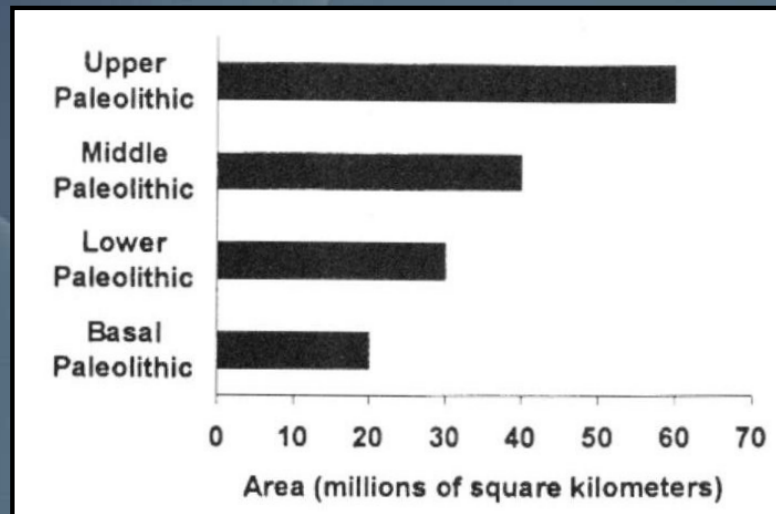 Upper
Paleolithic
Middle
Paleolithic
Lower
Paleolithic
Basal
Paleolithic
0 10 20 30 40 50 60 70
Area (millions of square kilometers)